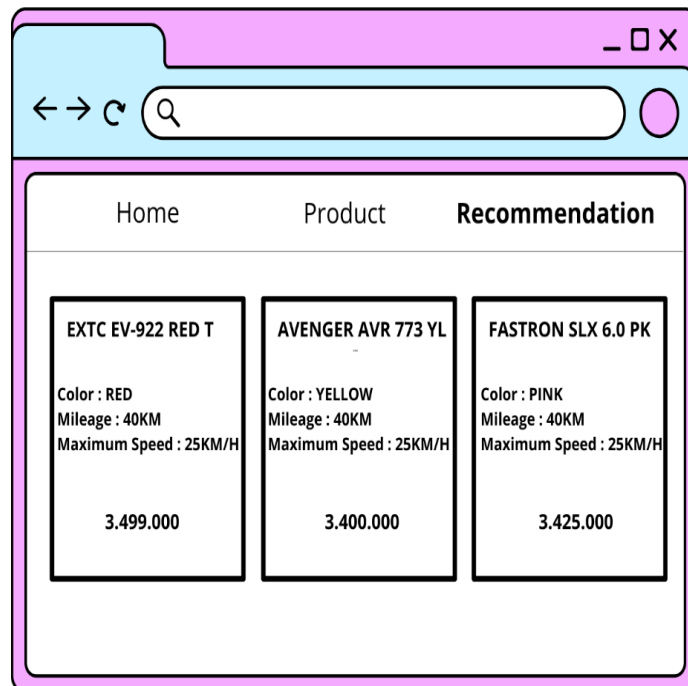 Home
Product
Recommendation
EXTC EV-922 RED T
Color : RED
Mileage : 40KM
Maximum Speed : 25KM/H
3.499.000
AVENGER AVR 773 YL
Color : YELLOW
Mileage : 40KM
Maximum Speed : 25KM/H
3.400.000
FASTRON SLX 6.0 PK
Color : PINK
Mileage : 40KM
Maximum Speed : 25KM/H
3.425.000